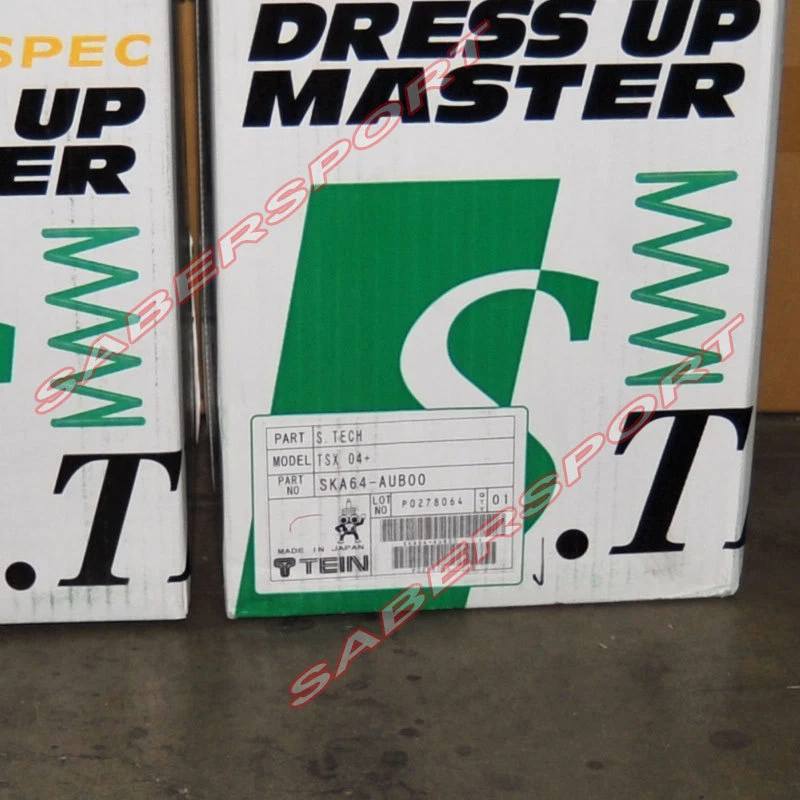 SPEC
UP
ER
.T
DRESS UP
MASTER
S
.T
PART S.TECH
MODEL TSX 04+
PART NO SKA64-AUB00
LOT NO P0278064 QTY 01
MADE IN JAPAN
TEIN
SABERSPORT
SABERSPORT
SABERSPORT